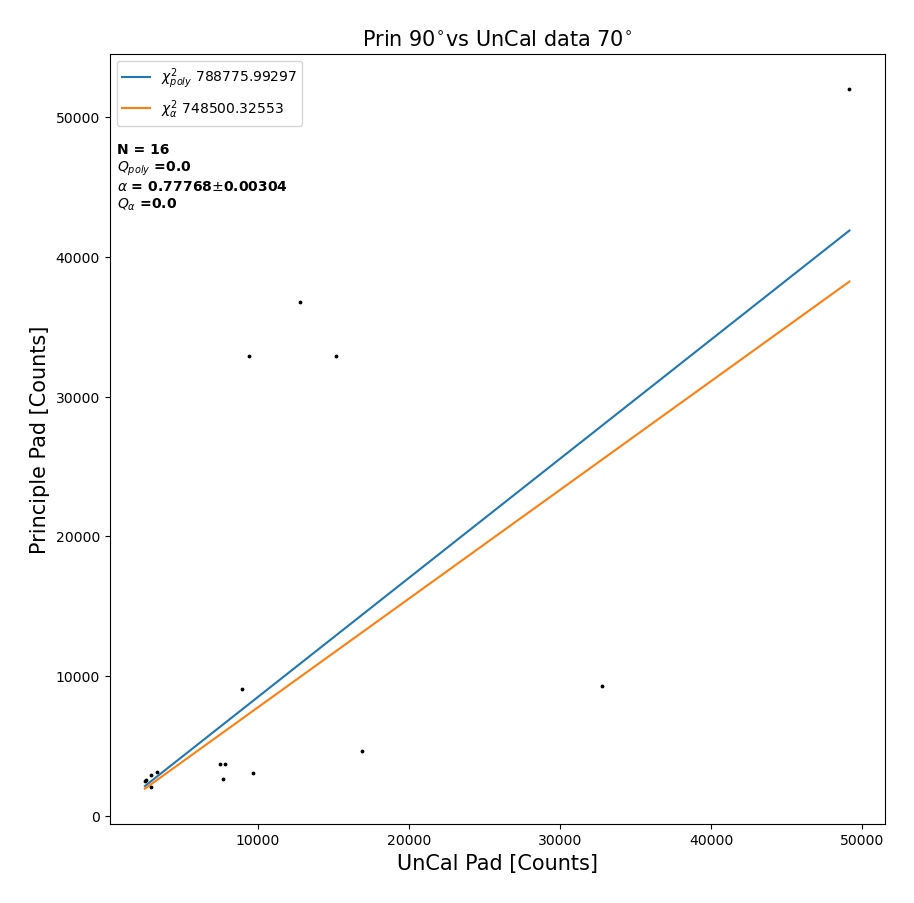 Prin 90°vs UnCal data 70°
χ²poly 788775.99297
χ²α 748500.32553
N = 16
Qpoly =0.0
α = 0.77768±0.00304
Qα =0.0
50000
40000
30000
20000
10000
0
Principle Pad [Counts]
10000 20000 30000 40000 50000
UnCal Pad [Counts]